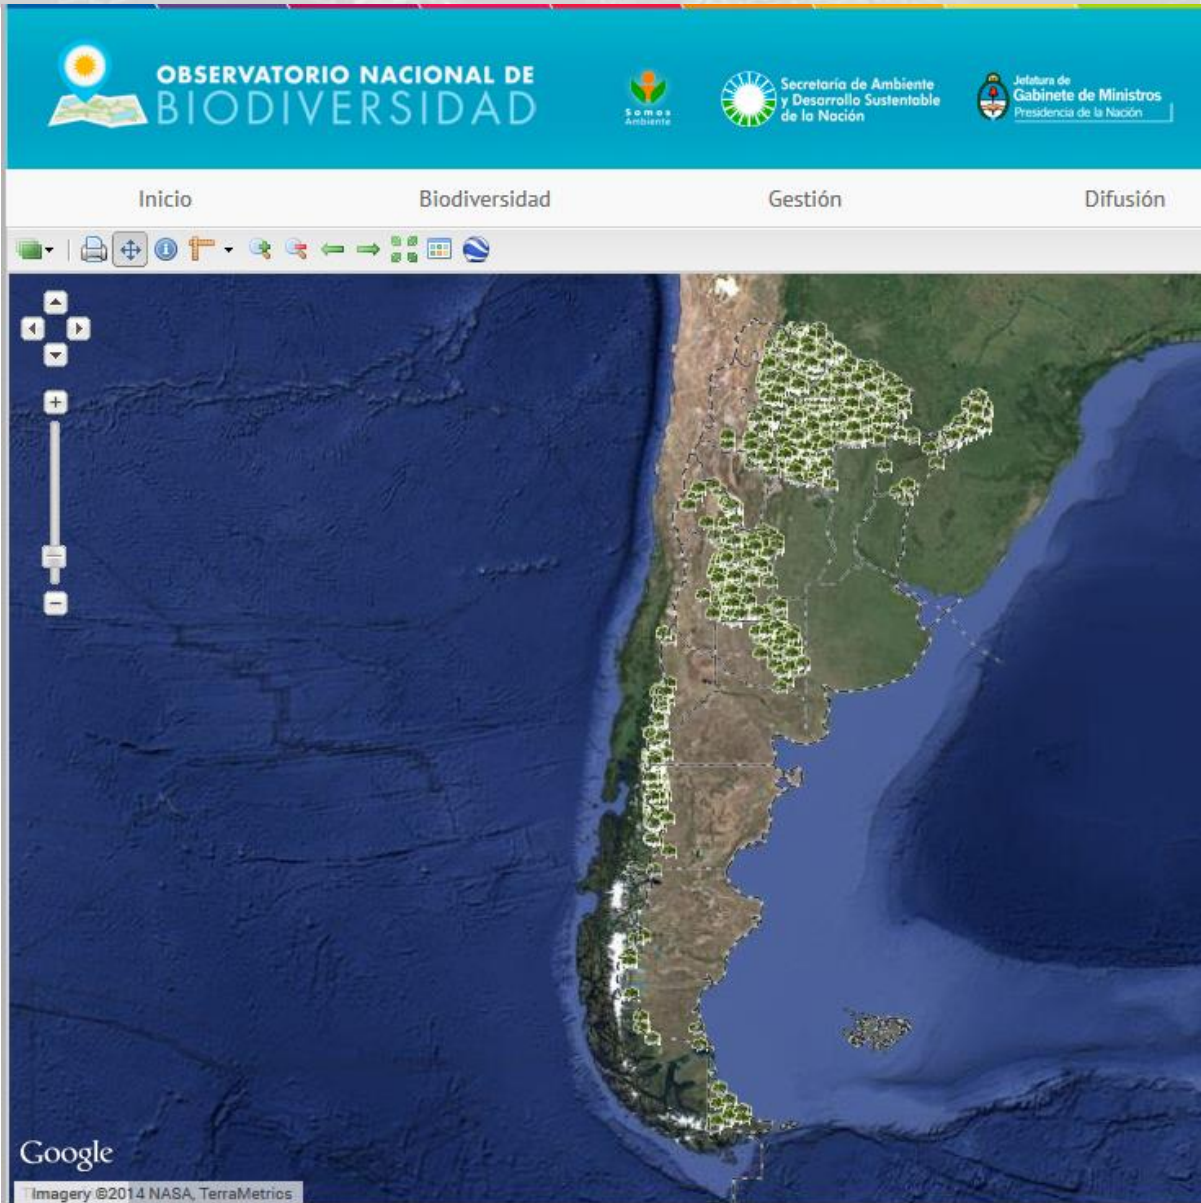 OBSERVATORIO NACIONAL DE
BIODIVERSIDAD
Somos
Ambiente
Secretaría de Ambiente
y Desarrollo Sustentable
de la Nación
Jefatura de
Gabinete de Ministros
Presidencia de la Nación
Inicio
Biodiversidad
Gestión
Difusión
Google
Imagery ©2014 NASA, TerraMetrics